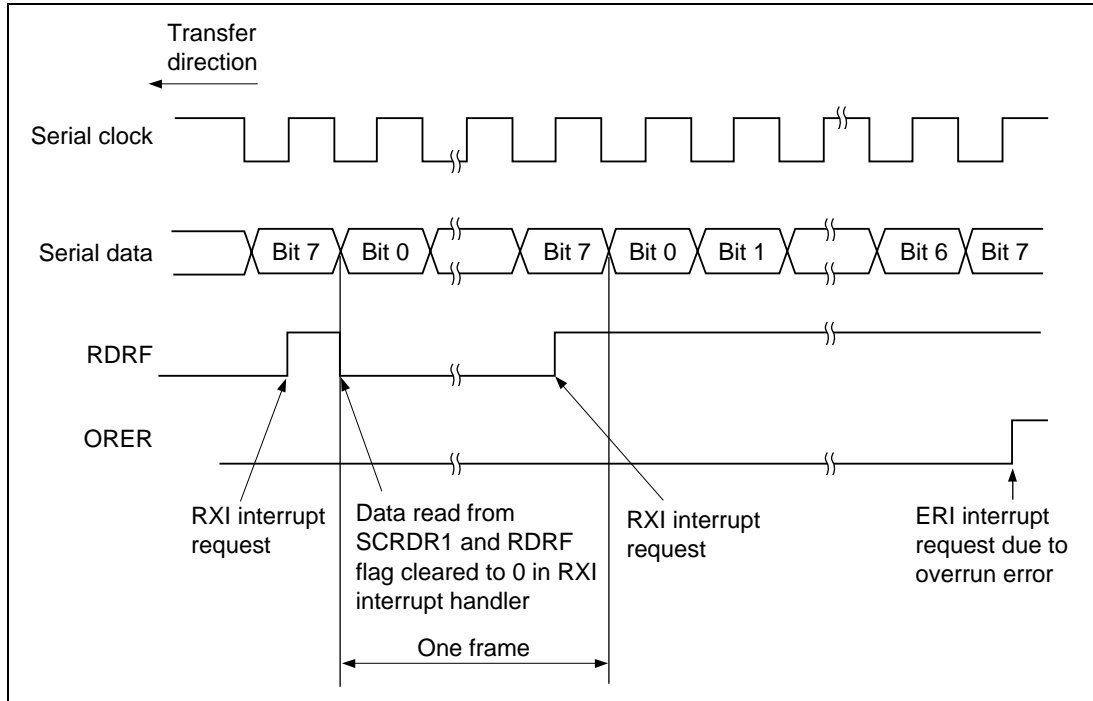 Transfer
direction
Serial clock
Serial data
Bit 7
Bit 0
Bit 7
Bit 0
Bit 1
Bit 6
Bit 7
RDRF
ORER
RXI interrupt
request
Data read from
SCRDR1 and RDRF
flag cleared to 0 in RXI
interrupt handler
RXI interrupt
request
ERI interrupt
request due to
overrun error
One frame